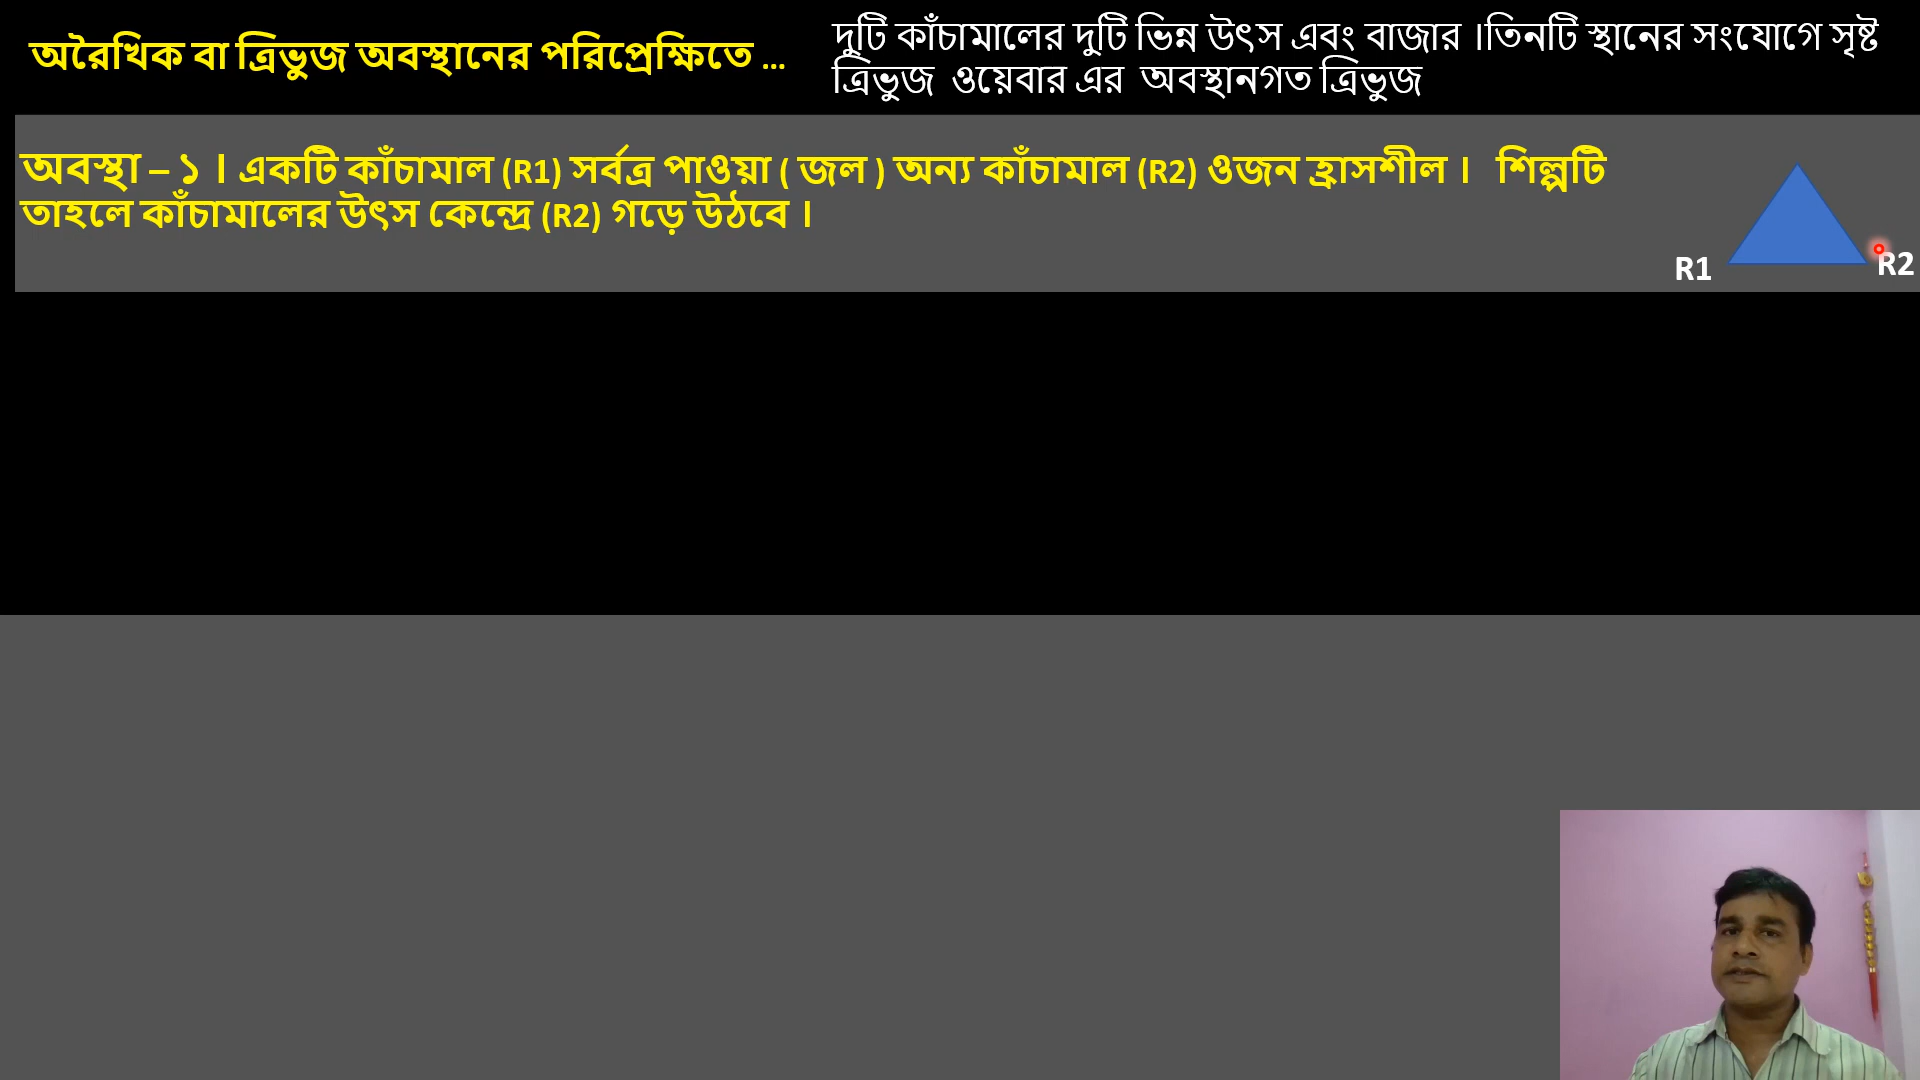 অরৈখিক বা ত্রিভুজ অবস্থানের পরিপ্রেক্ষিতে ...
দুটি কাঁচামালের দুটি ভিন্ন উৎস এবং বাজার ।তিনটি স্থানের সংযোগে সৃষ্ট
ত্রিভুজ ওয়েবার এর অবস্থানগত ত্রিভুজ
অবস্থা – ১ । একটি কাঁচামাল (R1) সর্বত্র পাওয়া ( জল ) অন্য কাঁচামাল (R2) ওজন হ্রাসশীল । শিল্পটি
তাহলে কাঁচামালের উৎস কেন্দ্রে (R2) গড়ে উঠবে ।
R1
R2